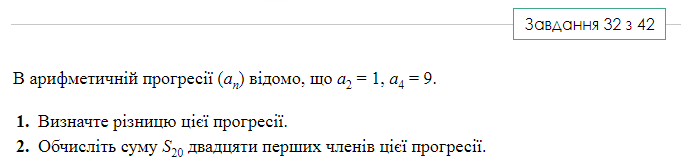 Завдання 32 з 42
В арифметичній прогресії (aₙ) відомо, що a₂ = 1, a₄ = 9.
1. Визначте різницю цієї прогресії.
2. Обчисліть суму S₂₀ двадцяти перших членів цієї прогресії.